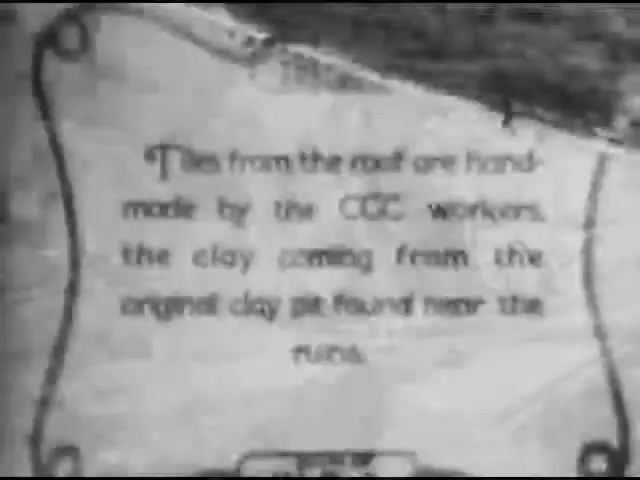 Tiles from the roof are hand-
made by the CCC workers,
the clay coming from the
original clay pit found near the
ruins.